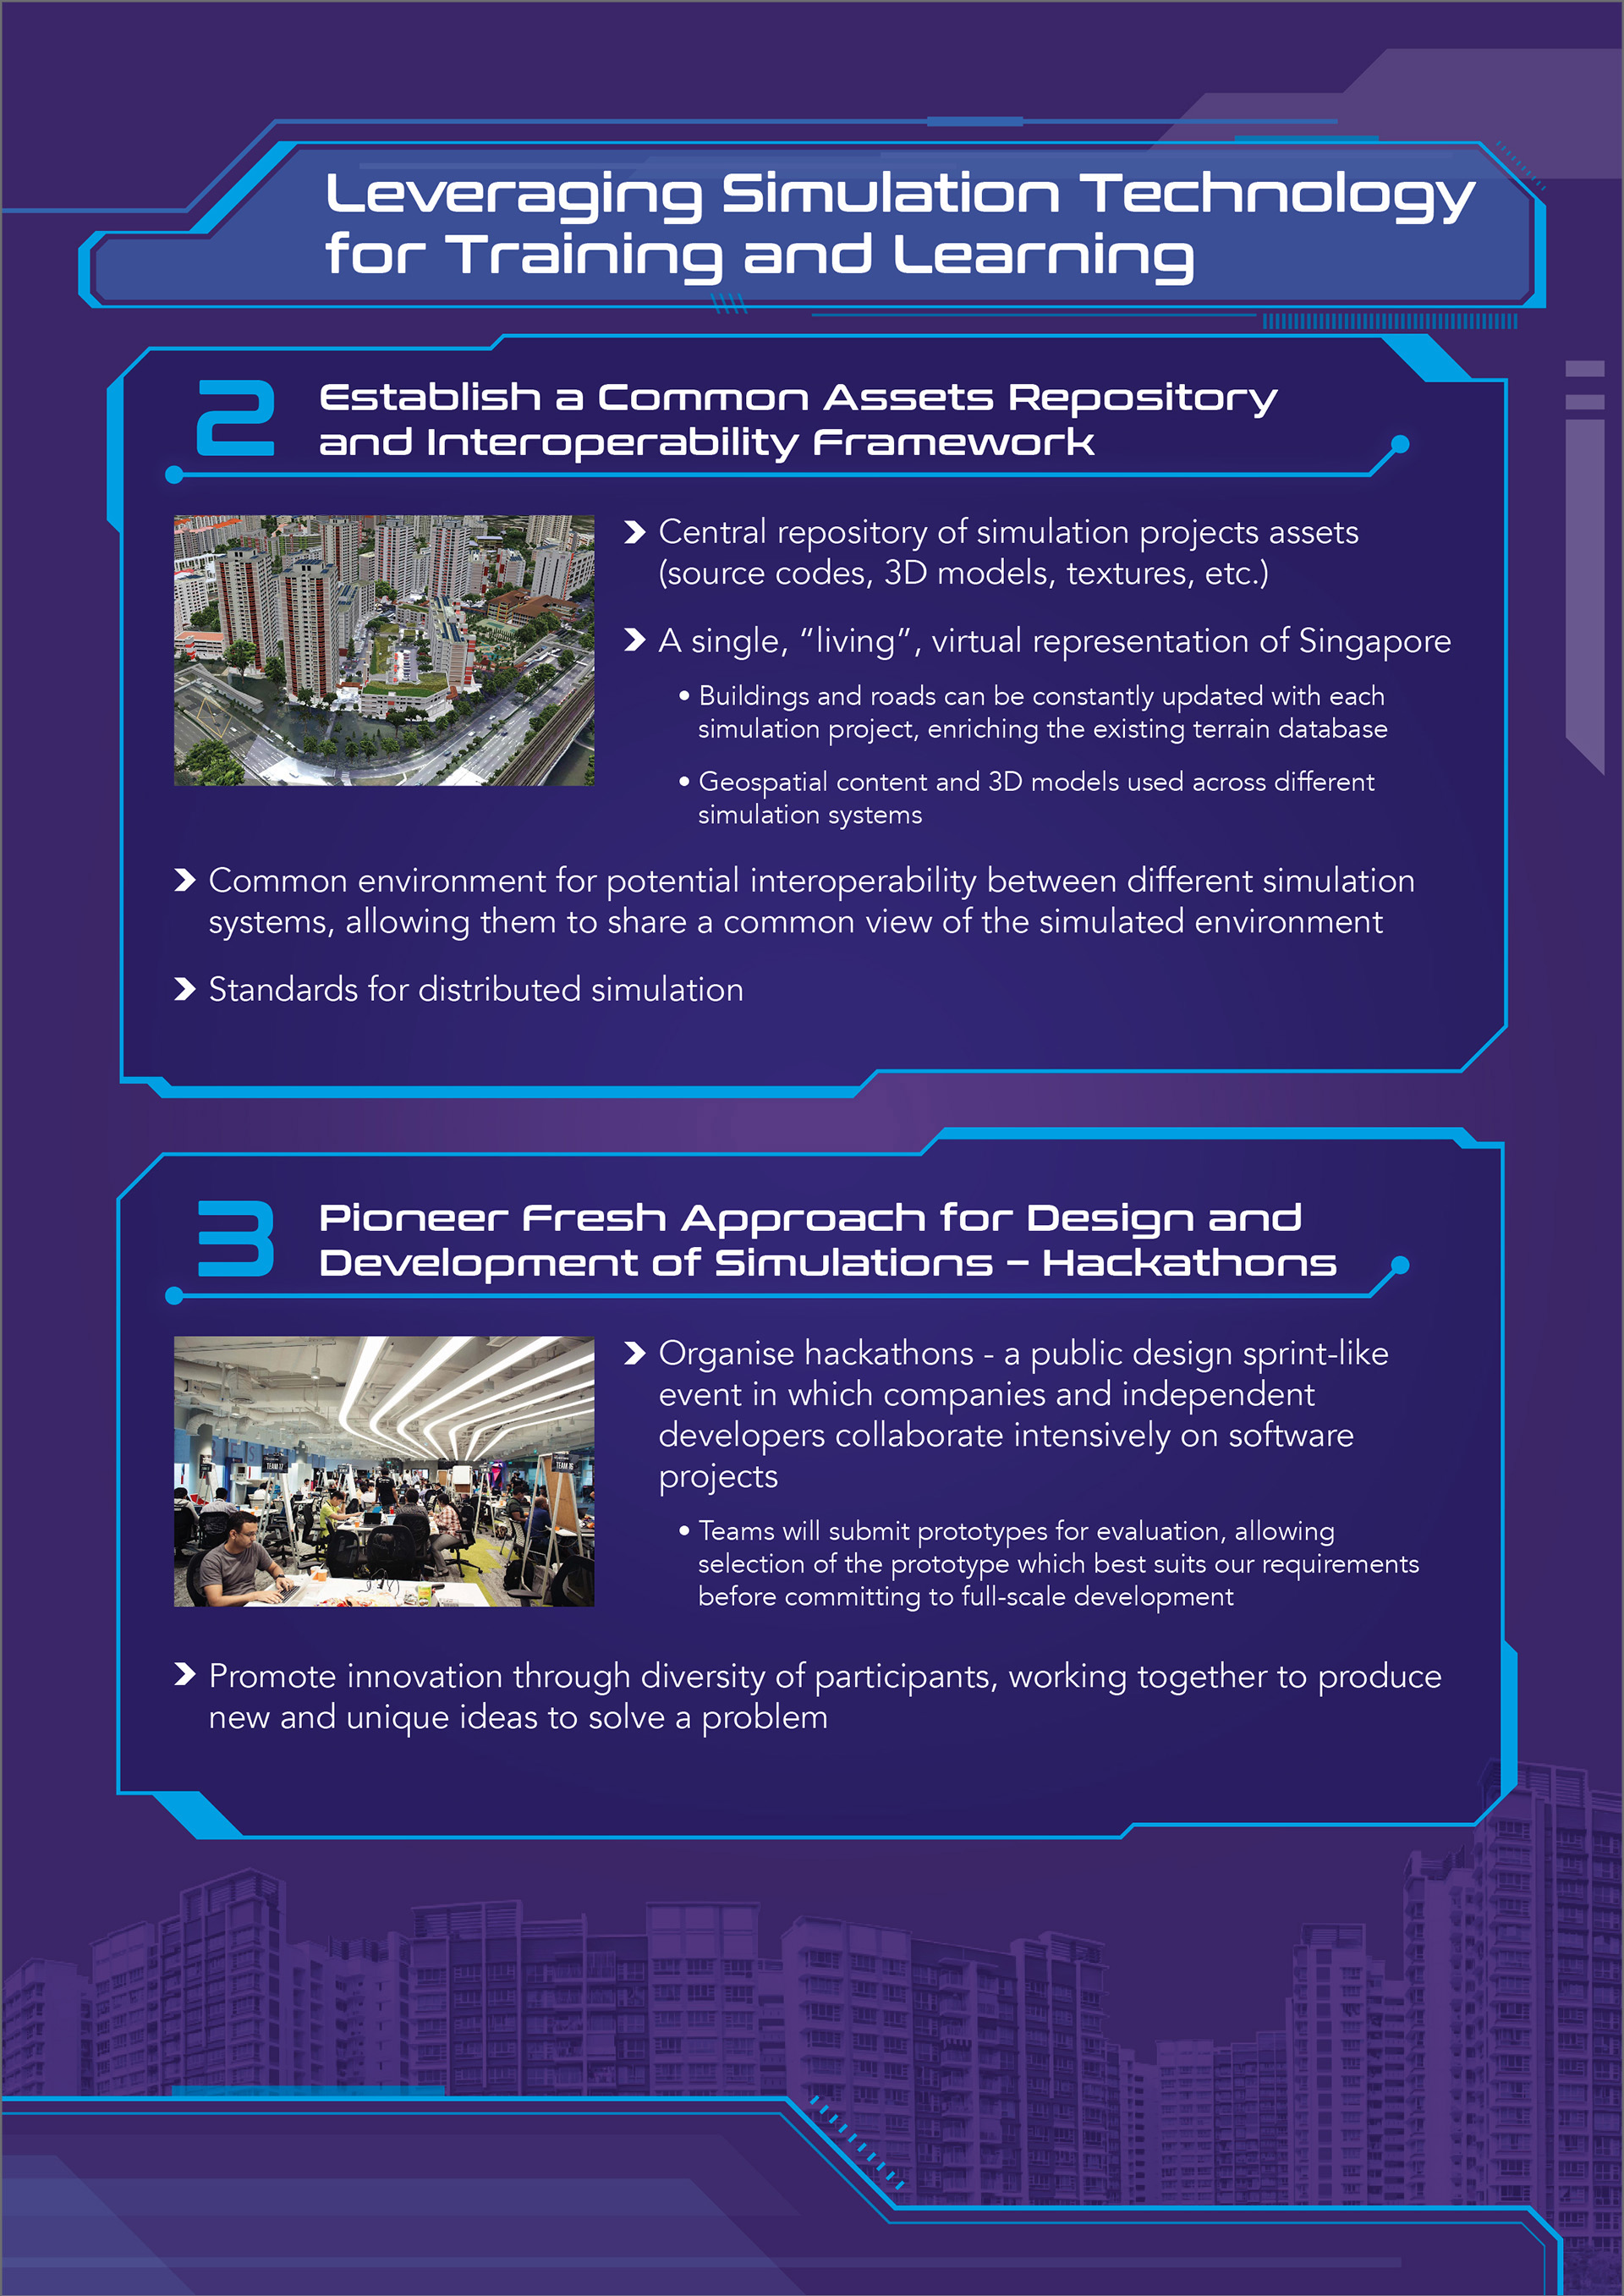 Leveraging Simulation Technology
for Training and Learning
2
Establish a Common Assets Repository
and Interoperability Framework
Central repository of simulation projects assets
(source codes, 3D models, textures, etc.)
A single, “living”, virtual representation of Singapore
• Buildings and roads can be constantly updated with each
simulation project, enriching the existing terrain database
• Geospatial content and 3D models used across different
simulation systems
Common environment for potential interoperability between different simulation
systems, allowing them to share a common view of the simulated environment
Standards for distributed simulation
3
Pioneer Fresh Approach for Design and
Development of Simulations – Hackathons
TEAM 17
TEAM 16
Organise hackathons - a public design sprint-like
event in which companies and independent
developers collaborate intensively on software
projects
• Teams will submit prototypes for evaluation, allowing
selection of the prototype which best suits our requirements
before committing to full-scale development
Promote innovation through diversity of participants, working together to produce
new and unique ideas to solve a problem